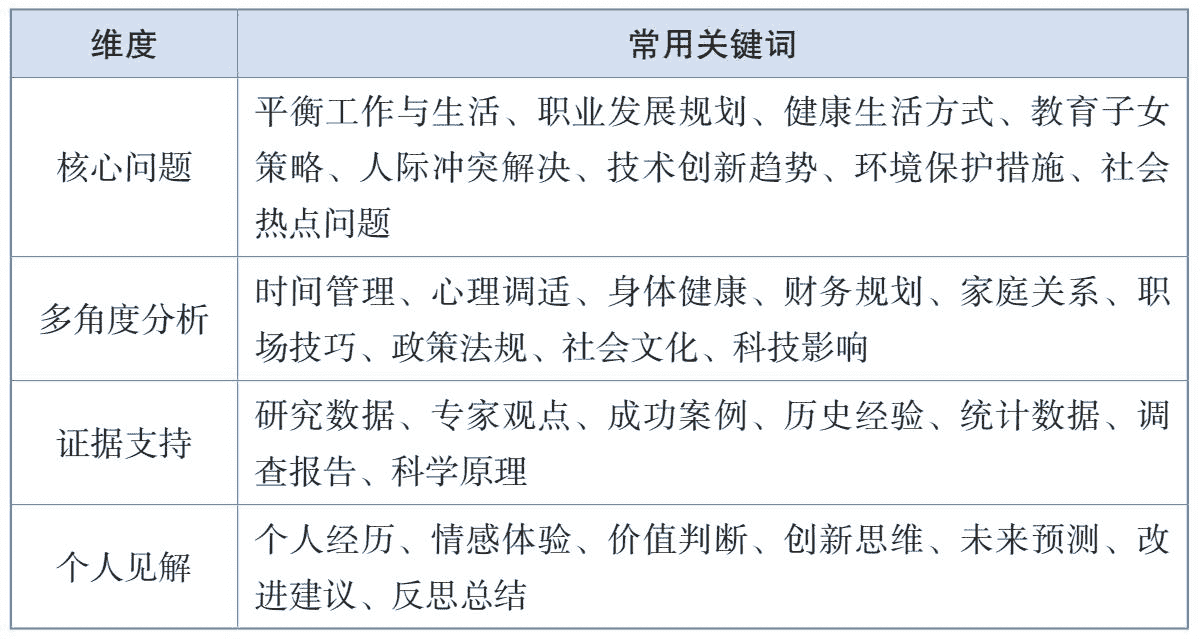 维度
常用关键词
核心问题
平衡工作与生活、职业发展规划、健康生活方式、教育子女
策略、人际冲突解决、技术创新趋势、环境保护措施、社会
热点问题
多角度分析
时间管理、心理调适、身体健康、财务规划、家庭关系、职
场技巧、政策法规、社会文化、科技影响
证据支持
研究数据、专家观点、成功案例、历史经验、统计数据、调
查报告、科学原理
个人见解
个人经历、情感体验、价值判断、创新思维、未来预测、改
进建议、反思总结